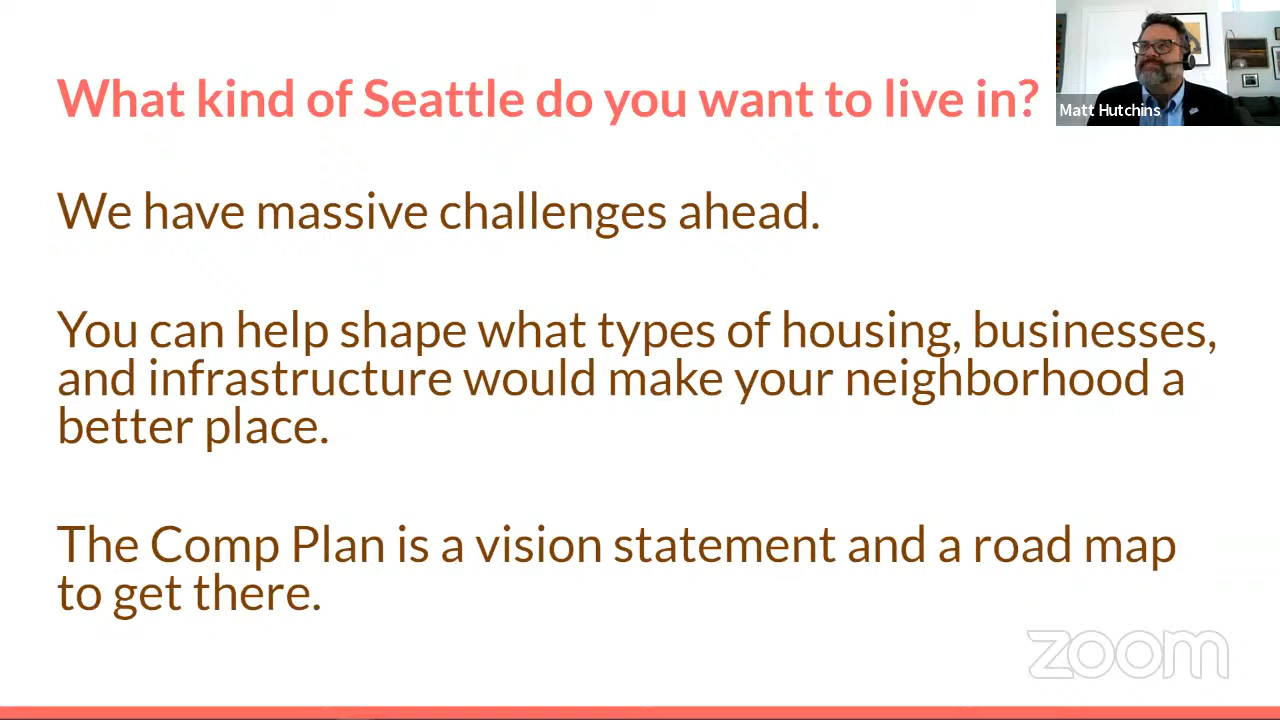 What kind of Seattle do you want to live in?
Matt Hutchins
We have massive challenges ahead.
You can help shape what types of housing, businesses,
and infrastructure would make your neighborhood a
better place.
The Comp Plan is a vision statement and a road map
to get there.
zoom